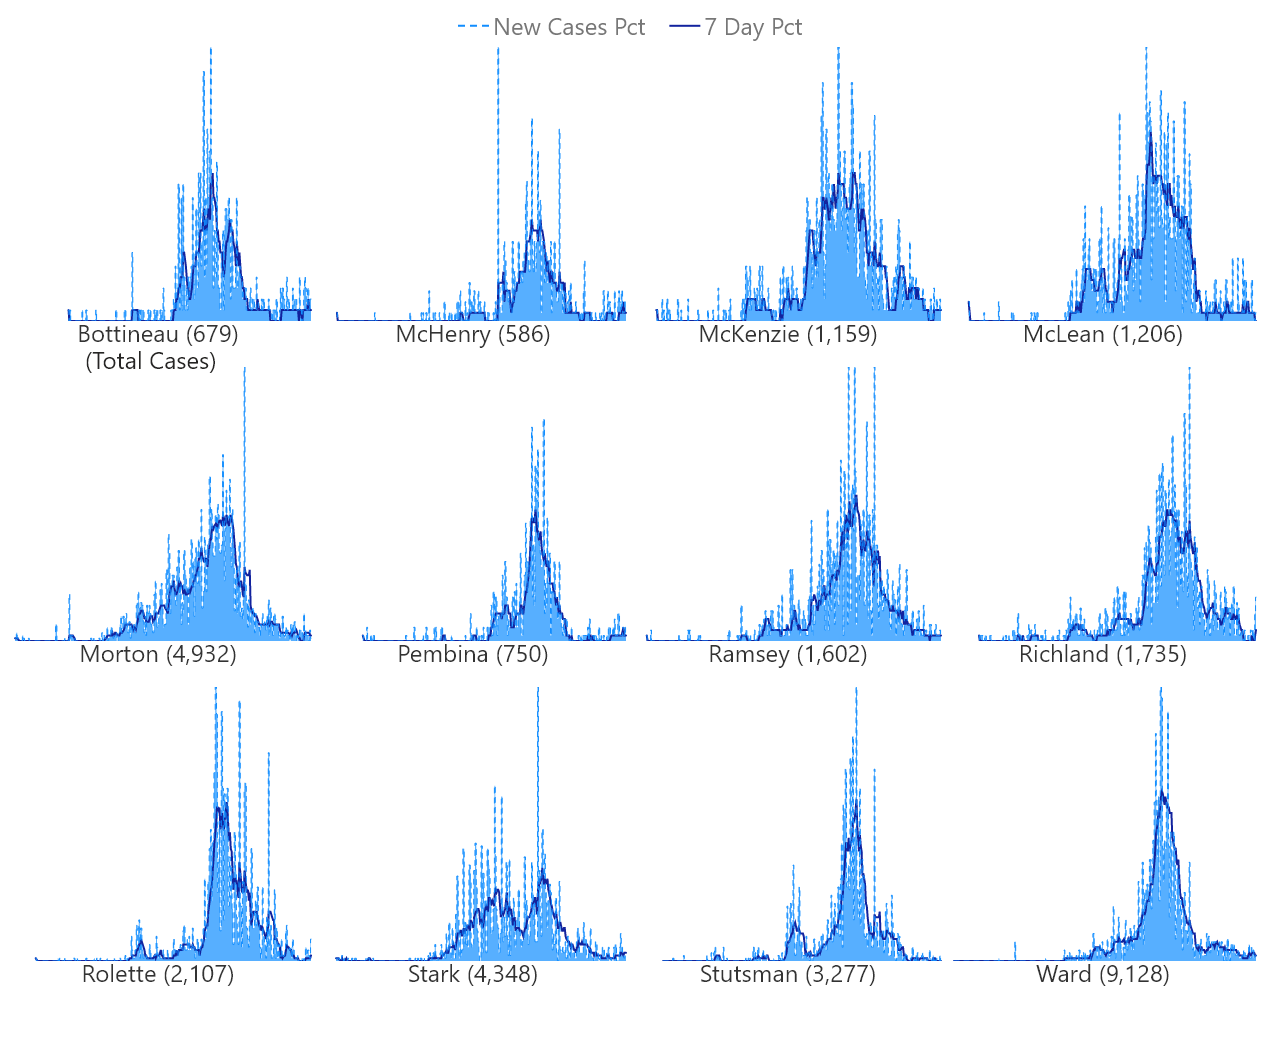 New Cases Pct 7 Day Pct
Bottineau (679) McHenry (586) McKenzie (1,159) McLean (1,206)
(Total Cases)
Morton (4,932) Pembina (750) Ramsey (1,602) Richland (1,735)
Rolette (2,107) Stark (4,348) Stutsman (3,277) Ward (9,128)